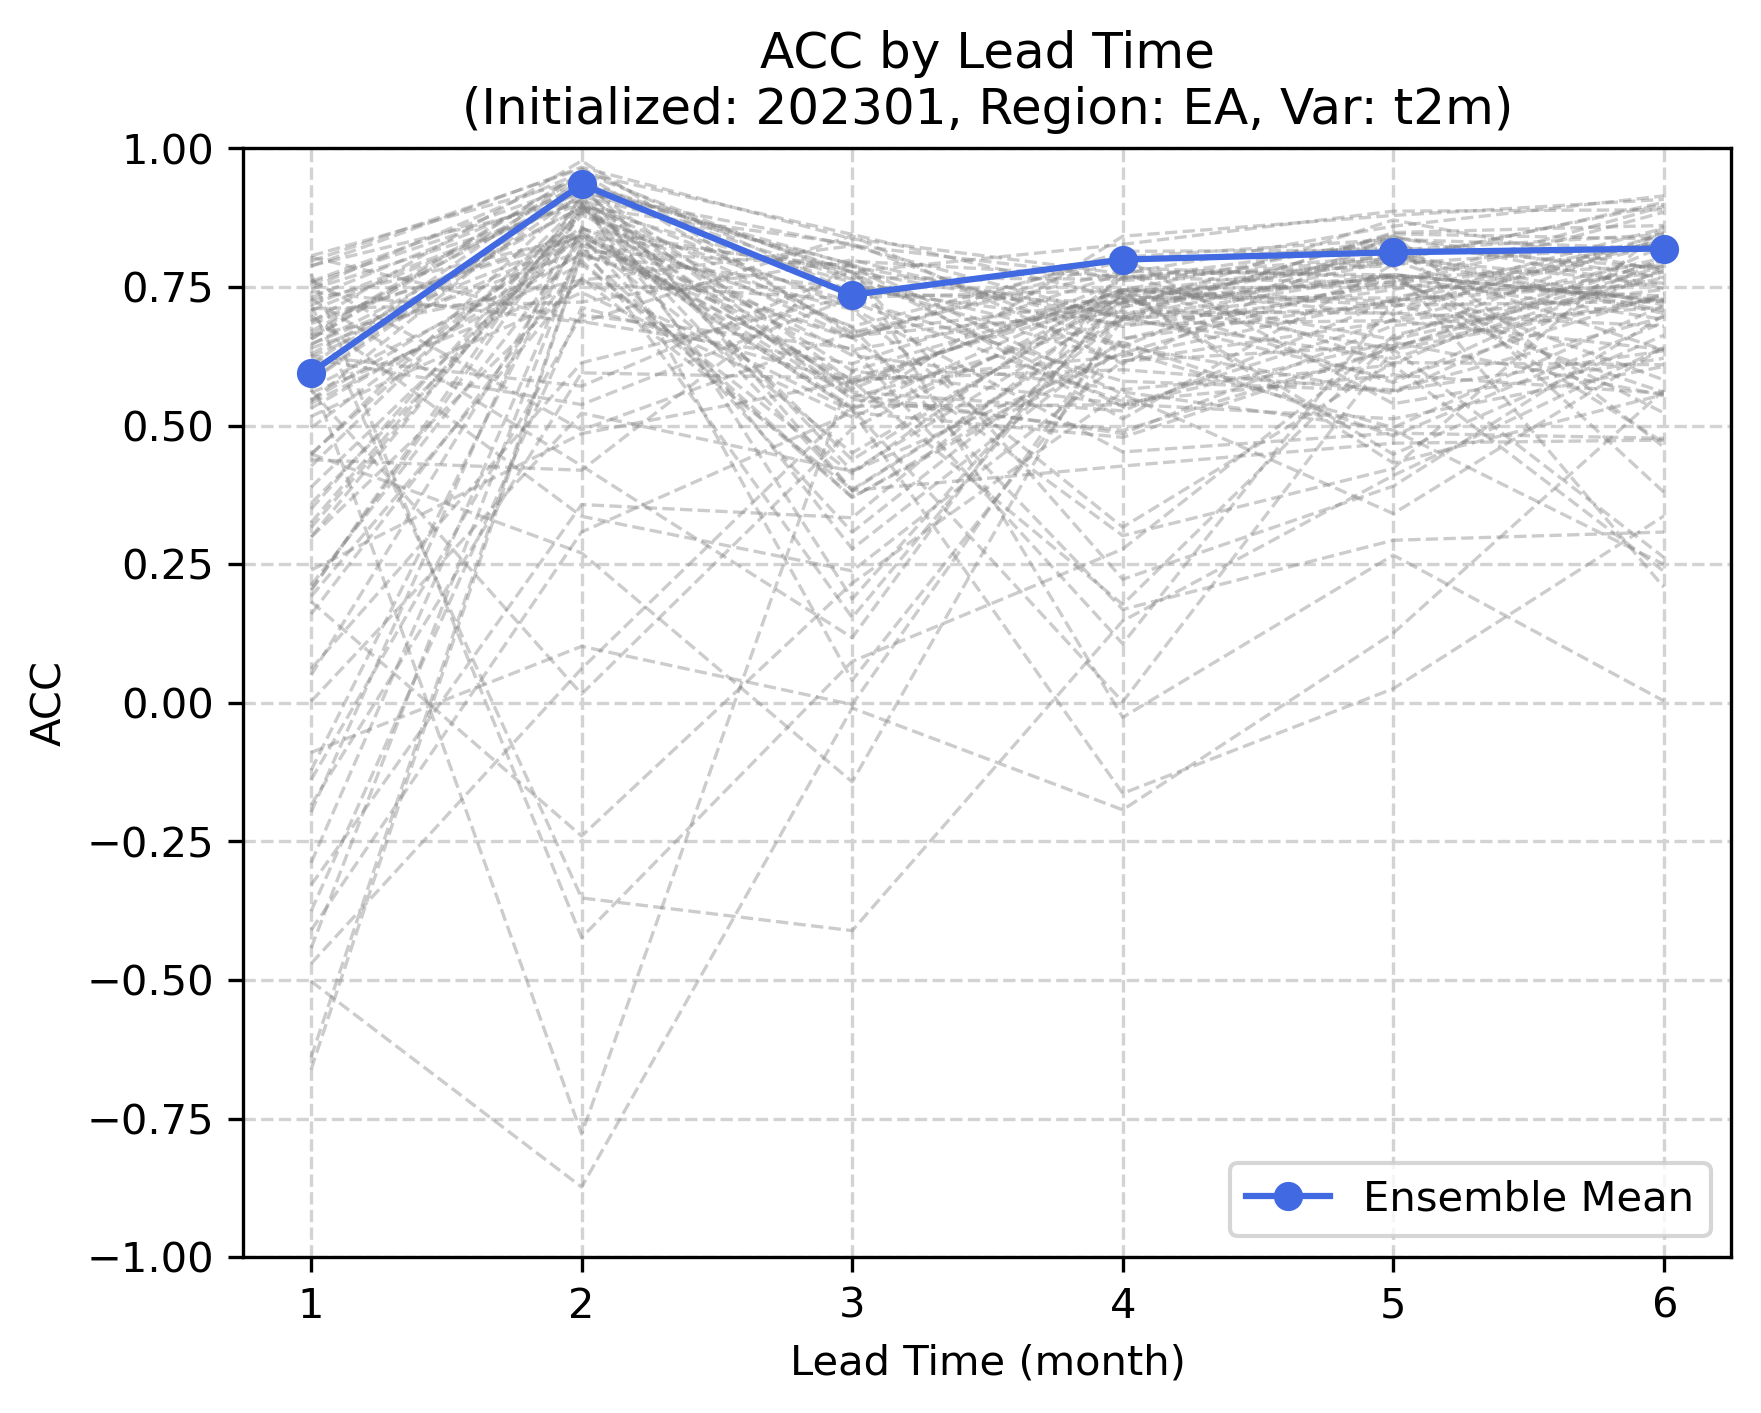 ACC by Lead Time
(Initialized: 202301, Region: EA, Var: t2m)
1.00
0.75
0.50
0.25
0.00
−0.25
−0.50
−0.75
−1.00
ACC
1 2 3 4 5 6
Lead Time (month)
Ensemble Mean